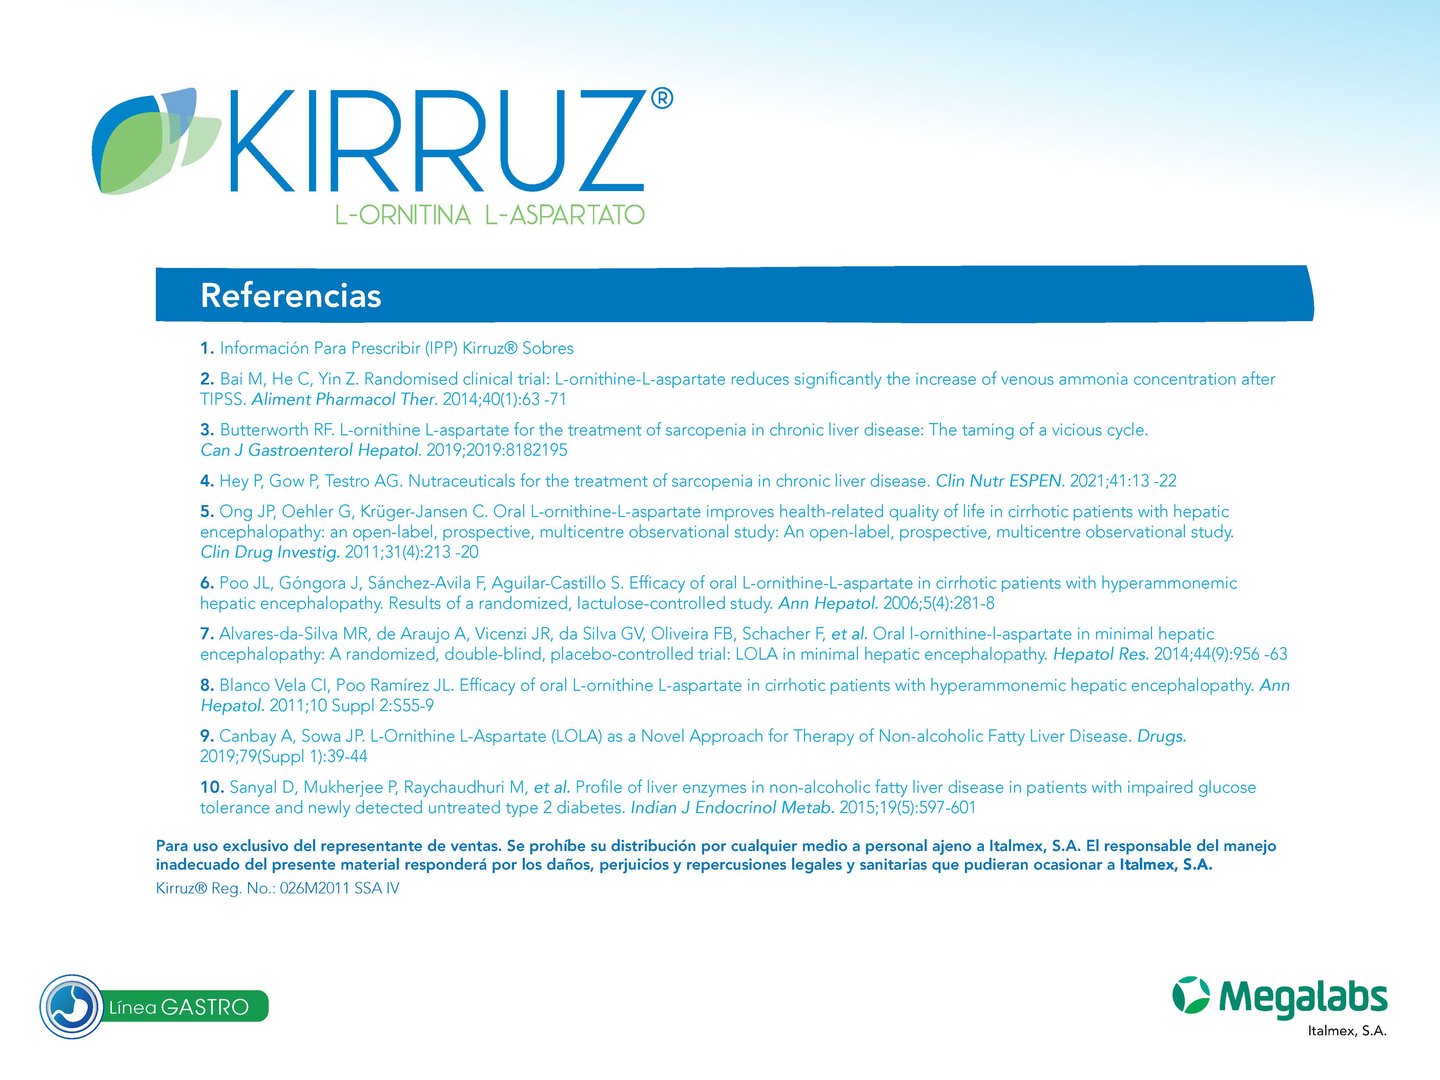 KIRRUZ®
L-ORNITINA L-ASPARTATO
Referencias
1. Información Para Prescribir (IPP) Kirruz® Sobres
2. Bai M, He C, Yin Z. Randomised clinical trial: L-ornithine-L-aspartate reduces significantly the increase of venous ammonia concentration after
TIPSS. Aliment Pharmacol Ther. 2014;40(1):63 -71
3. Butterworth RF. L-ornithine L-aspartate for the treatment of sarcopenia in chronic liver disease: The taming of a vicious cycle.
Can J Gastroenterol Hepatol. 2019;2019:8182195
4. Hey P, Gow P, Testro AG. Nutraceuticals for the treatment of sarcopenia in chronic liver disease. Clin Nutr ESPEN. 2021;41:13 -22
5. Ong JP, Oehler G, Krüger-Jansen C. Oral L-ornithine-L-aspartate improves health-related quality of life in cirrhotic patients with hepatic
encephalopathy: an open-label, prospective, multicentre observational study: An open-label, prospective, multicentre observational study.
Clin Drug Investig. 2011;31(4):213 -20
6. Poo JL, Góngora J, Sánchez-Avila F, Aguilar-Castillo S. Efficacy of oral L-ornithine-L-aspartate in cirrhotic patients with hyperammonemic
hepatic encephalopathy. Results of a randomized, lactulose-controlled study. Ann Hepatol. 2006;5(4):281-8
7. Alvares-da-Silva MR, de Araujo A, Vicenzi JR, da Silva GV, Oliveira FB, Schacher F, et al. Oral l-ornithine-l-aspartate in minimal hepatic
encephalopathy: A randomized, double-blind, placebo-controlled trial: LOLA in minimal hepatic encephalopathy. Hepatol Res. 2014;44(9):956 -63
8. Blanco Vela CI, Poo Ramírez JL. Efficacy of oral L-ornithine L-aspartate in cirrhotic patients with hyperammonemic hepatic encephalopathy. Ann
Hepatol. 2011;10 Suppl 2:S55-9
9. Canbay A, Sowa JP. L-Ornithine L-Aspartate (LOLA) as a Novel Approach for Therapy of Non-alcoholic Fatty Liver Disease. Drugs.
2019;79(Suppl 1):39-44
10. Sanyal D, Mukherjee P, Raychaudhuri M, et al. Profile of liver enzymes in non-alcoholic fatty liver disease in patients with impaired glucose
tolerance and newly detected untreated type 2 diabetes. Indian J Endocrinol Metab. 2015;19(5):597-601
Para uso exclusivo del representante de ventas. Se prohíbe su distribución por cualquier medio a personal ajeno a Italmex, S.A. El responsable del manejo
inadecuado del presente material responderá por los daños, perjuicios y repercusiones legales y sanitarias que pudieran ocasionar a Italmex, S.A.
Kirruz® Reg. No.: 026M2011 SSA IV
Línea GASTRO
Megalabs
Italmex, S.A.